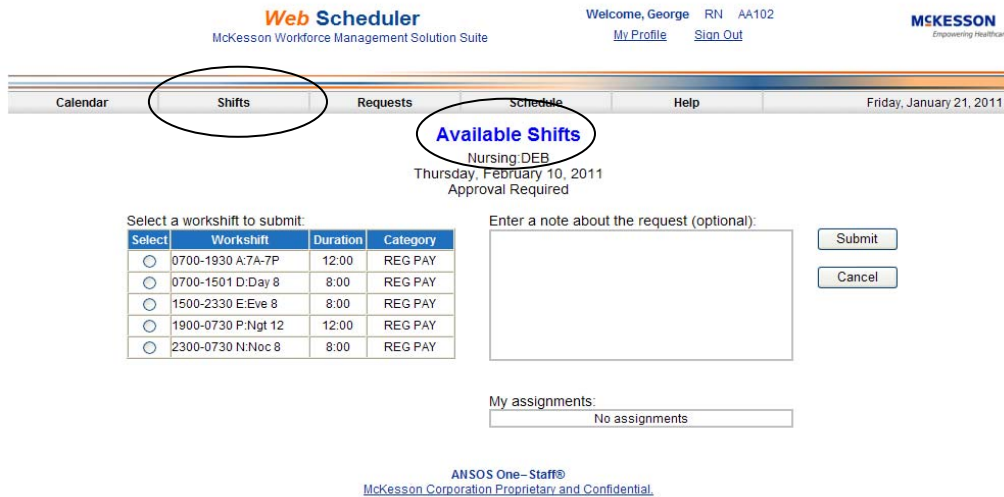 Web Scheduler
McKesson Workforce Management Solution Suite
Welcome, George RN AA102
My Profile Sign Out
MCKESSON
Empowering Healthcar
Calendar Shifts Requests Schedule Help Friday, January 21, 2011
Available Shifts
Nursing:DEB
Thursday, February 10, 2011
Approval Required
Select a workshift to submit:
Select Workshift Duration Category
0700-1930 A:7A-7P 12:00 REG PAY
0700-1501 D:Day 8 8:00 REG PAY
1500-2330 E:Eve 8 8:00 REG PAY
1900-0730 P:Ngt 12 12:00 REG PAY
2300-0730 N:Noc 8 8:00 REG PAY
Enter a note about the request (optional):
Submit
Cancel
My assignments:
No assignments
ANSOS One–Staff®
McKesson Corporation Proprietary and Confidential.